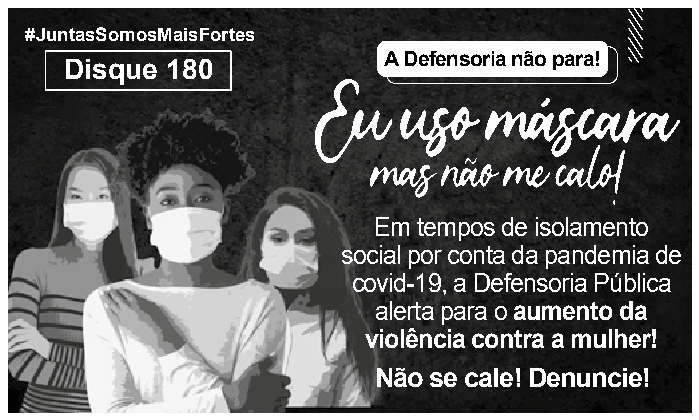 #JuntasSomosMaisFortes
Disque 180
A Defensoria não para!
Eu uso máscara
mas não me calo!
Em tempos de isolamento
social por conta da pandemia de
covid-19, a Defensoria Pública
alerta para o aumento da
violência contra a mulher!
Não se cale! Denuncie!